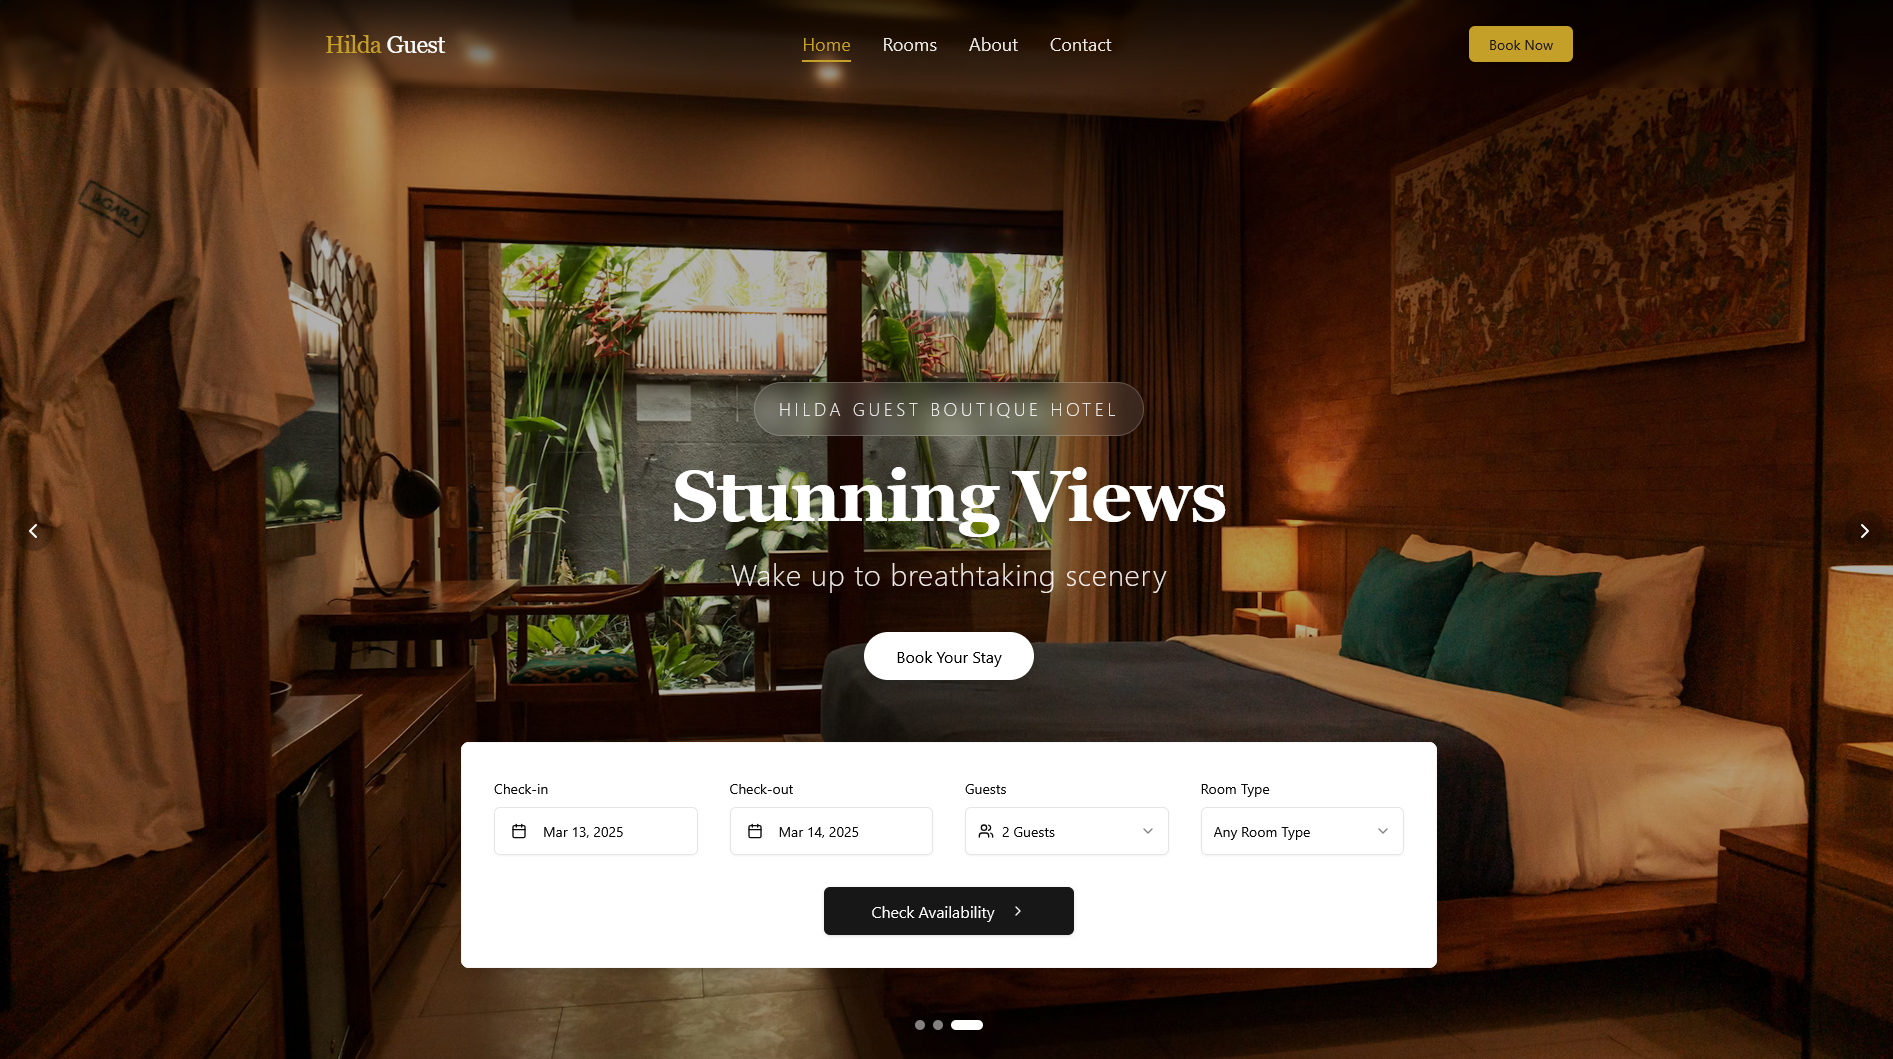 Hilda Guest
Home Rooms About Contact
Book Now
HILDA GUEST BOUTIQUE HOTEL
Stunning Views
Wake up to breathtaking scenery
Book Your Stay
Check-in Check-out Guests Room Type
Mar 13, 2025 Mar 14, 2025 2 Guests Any Room Type
Check Availability